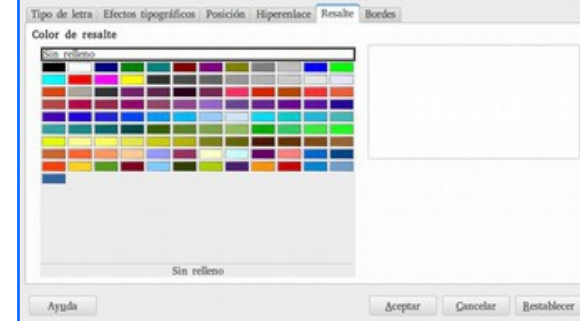 Tipo de letra Efectos tipográficos Posición Hiperenlace Resalte Bordes
Color de resalte
Sin relleno
Sin relleno
Ayuda Aceptar Cancelar Restablecer